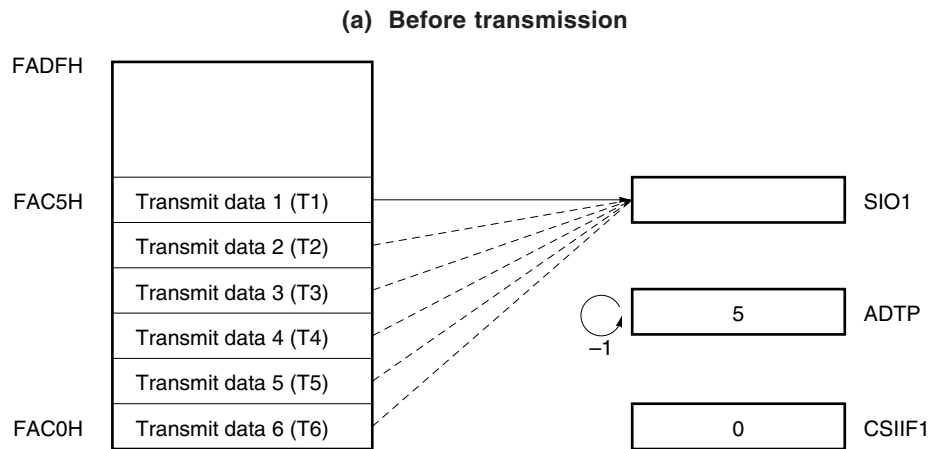 (a) Before transmission
FADFH
FAC5H Transmit data 1 (T1) SIO1
Transmit data 2 (T2)
Transmit data 3 (T3) 5 ADTP
Transmit data 4 (T4) –1
Transmit data 5 (T5)
FAC0H Transmit data 6 (T6) 0 CSIIF1